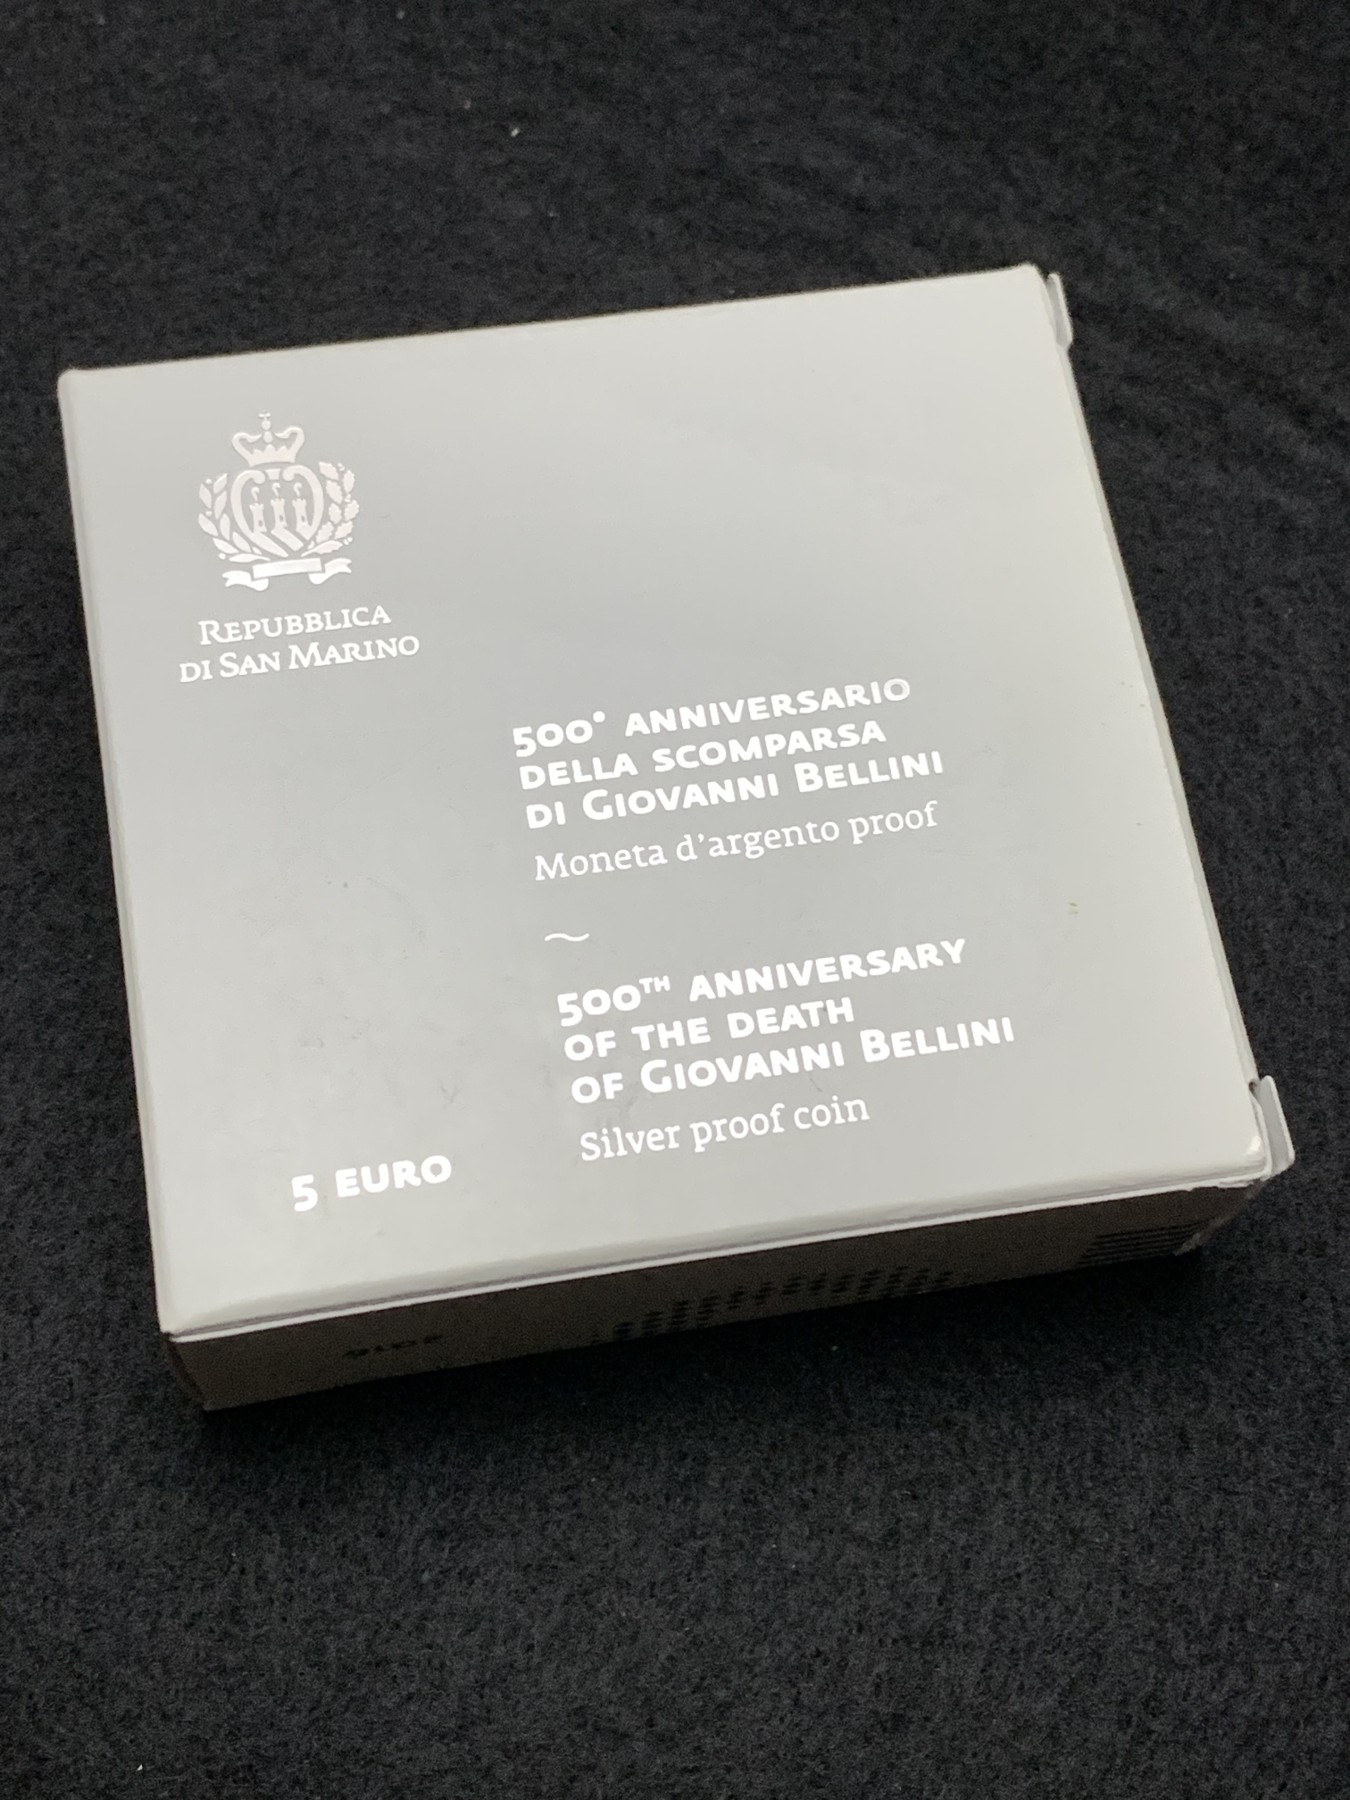 REPUBBLICA
DI SAN MARINO
500° ANNIVERSARIO
DELLA SCOMPARSA
DI GIOVANNI BELLINI
Moneta d'argento proof
~
500TH ANNIVERSARY
OF THE DEATH
OF GIOVANNI BELLINI
Silver proof coin
5 EURO
2016